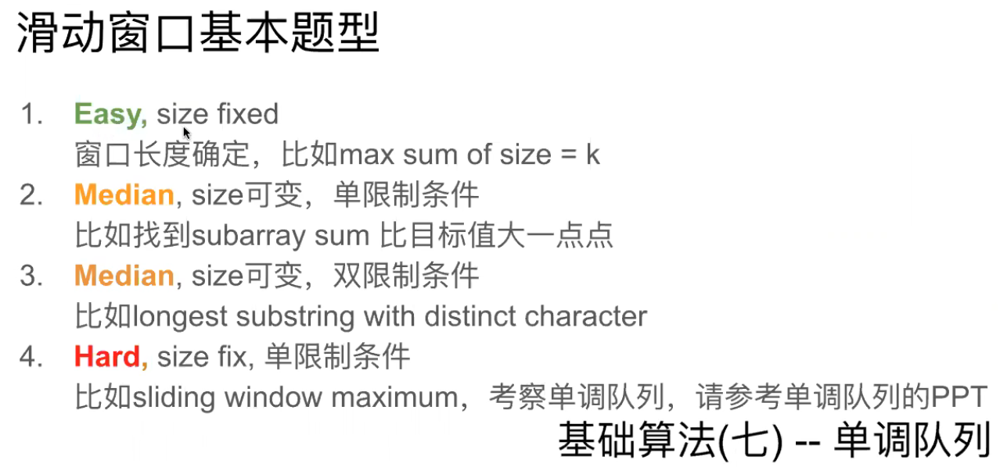 滑动窗口基本题型
1. Easy, size fixed
窗口长度确定，比如max sum of size = k
2. Median, size可变，单限制条件
比如找到subarray sum 比目标值大一点点
3. Median, size可变，双限制条件
比如longest substring with distinct character
4. Hard, size fix, 单限制条件
比如sliding window maximum，考察单调队列，请参考单调队列的PPT
基础算法(七) -- 单调队列